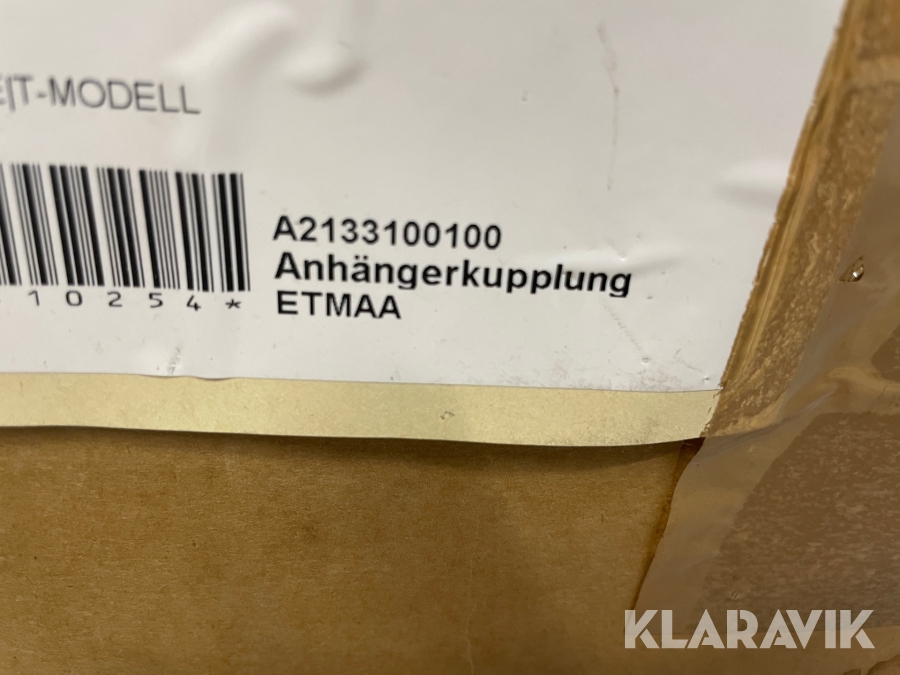 E|T-MODELL
A2133100100
Anhängerkupplung
10254*
ETMAA
KLARAVIK